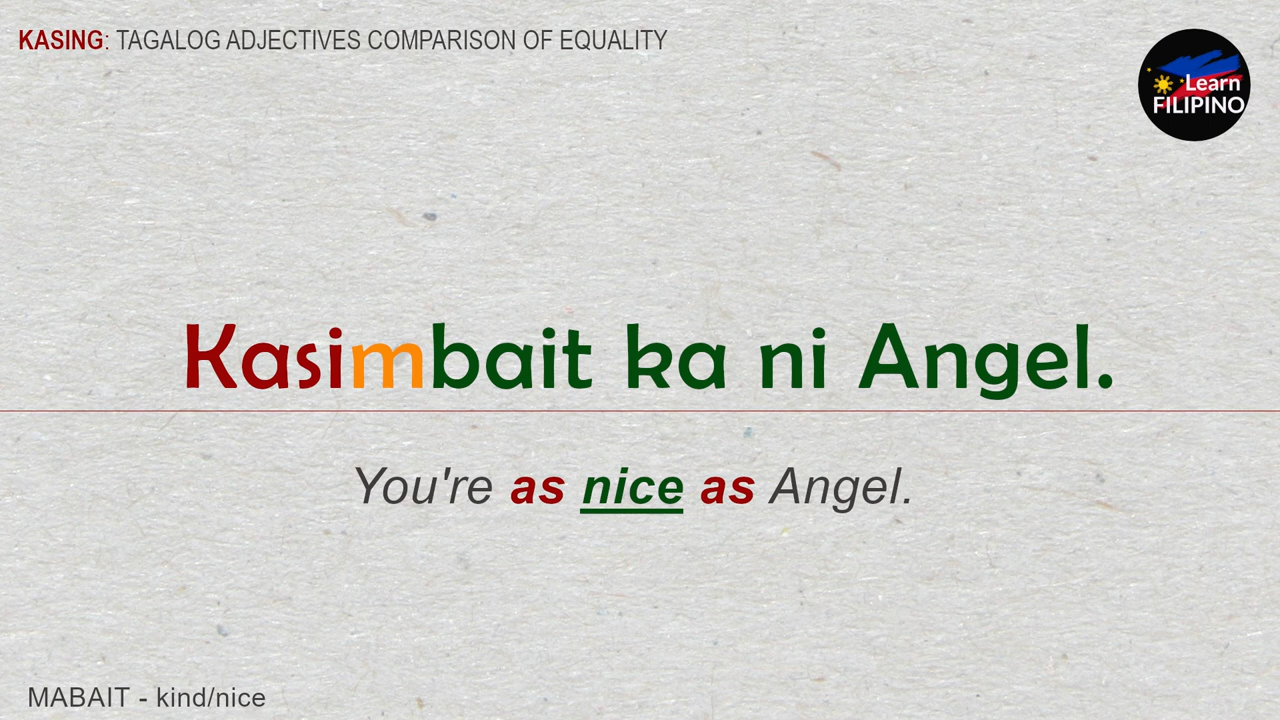 KASING: TAGALOG ADJECTIVES COMPARISON OF EQUALITY
Learn
FILIPINO
Kasimbait ka ni Angel.
You're as nice as Angel.
MABAIT - kind/nice